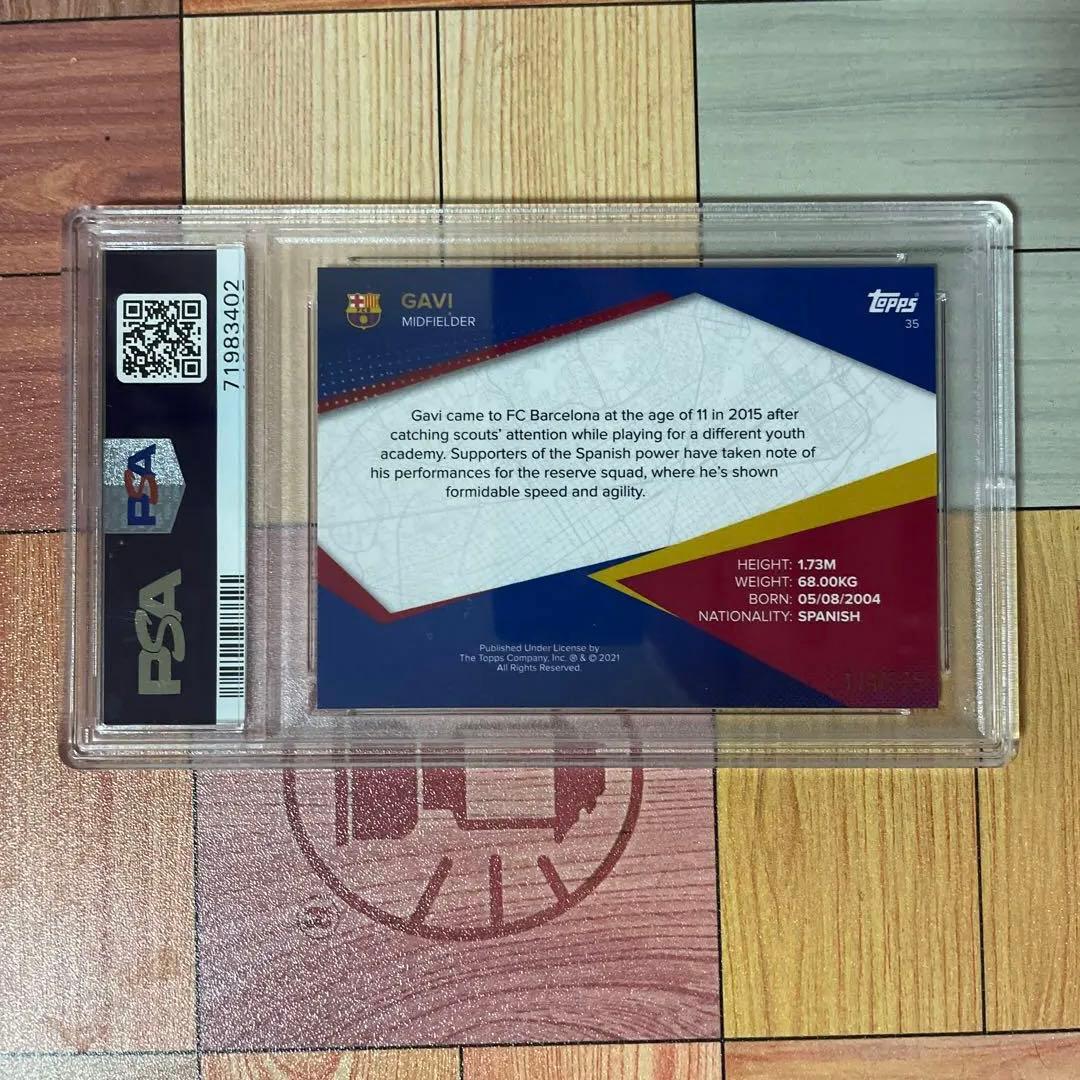 71983402
PSA
PSA
GAVI
MIDFIELDER
Topps
35
Gavi came to FC Barcelona at the age of 11 in 2015 after
catching scouts' attention while playing for a different youth
academy. Supporters of the Spanish power have taken note of
his performances for the reserve squad, where he's shown
formidable speed and agility.
HEIGHT: 1.73M
WEIGHT: 68.00KG
BORN: 05/08/2004
NATIONALITY: SPANISH
Published Under License by
The Topps Company, Inc. ® & © 2021
All Rights Reserved.